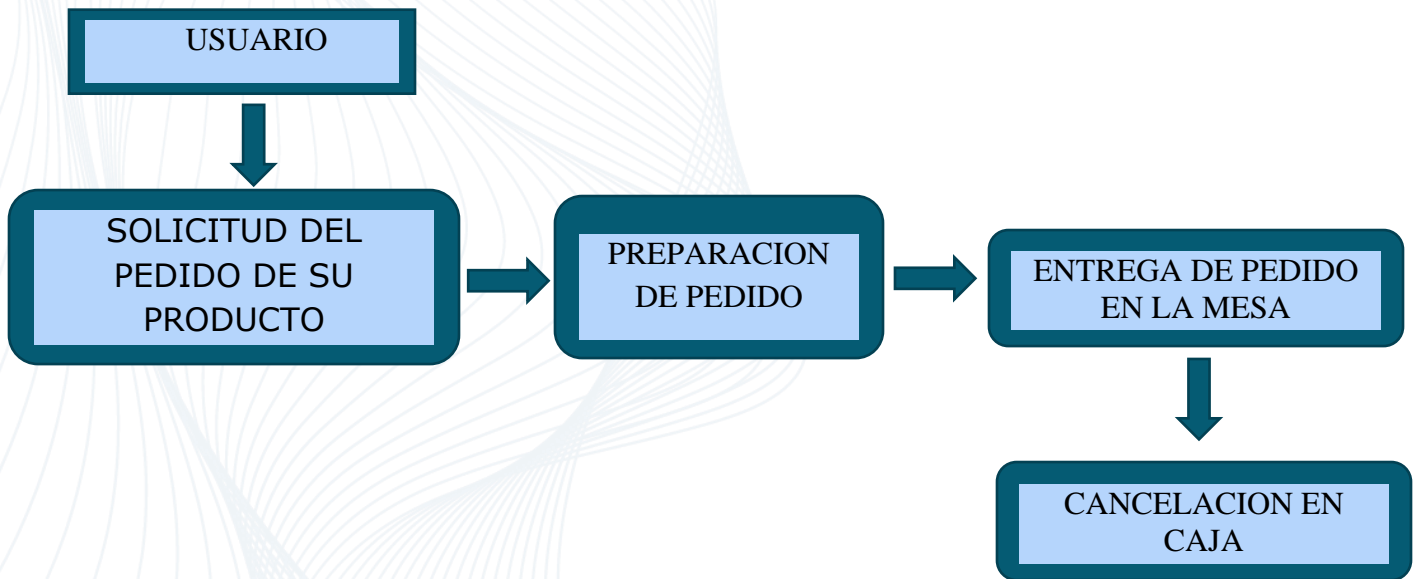 USUARIO
SOLICITUD DEL
PEDIDO DE SU
PRODUCTO
PREPARACION
DE PEDIDO
ENTREGA DE PEDIDO
EN LA MESA
CANCELACION EN
CAJA